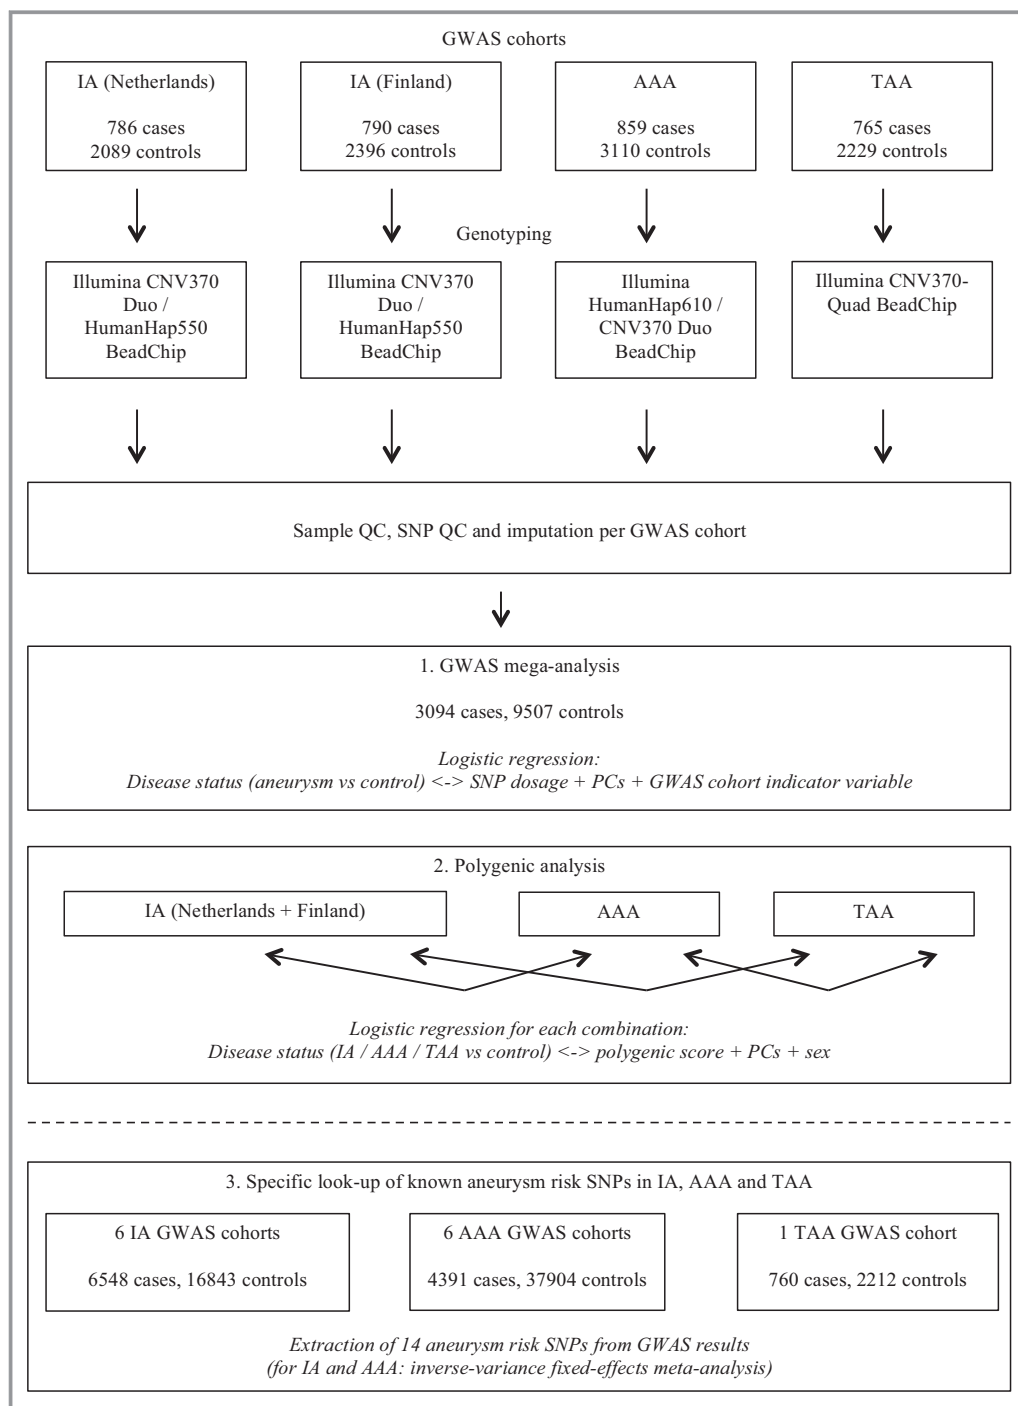 GWAS cohorts
IA (Netherlands)
786 cases
2089 controls
IA (Finland)
790 cases
2396 controls
AAA
859 cases
3110 controls
TAA
765 cases
2229 controls
Genotyping
Illumina CNV370
Duo /
HumanHap550
BeadChip
Illumina CNV370
Duo /
HumanHap550
BeadChip
Illumina
HumanHap610 /
CNV370 Duo
BeadChip
Illumina CNV370-
Quad BeadChip
Sample QC, SNP QC and imputation per GWAS cohort
1. GWAS mega-analysis
3094 cases, 9507 controls
Logistic regression:
Disease status (aneurysm vs control) <-> SNP dosage + PCs + GWAS cohort indicator variable
2. Polygenic analysis
IA (Netherlands + Finland)
AAA
TAA
Logistic regression for each combination:
Disease status (IA / AAA / TAA vs control) <-> polygenic score + PCs + sex
3. Specific look-up of known aneurysm risk SNPs in IA, AAA and TAA
6 IA GWAS cohorts
6548 cases, 16843 controls
6 AAA GWAS cohorts
4391 cases, 37904 controls
1 TAA GWAS cohort
760 cases, 2212 controls
Extraction of 14 aneurysm risk SNPs from GWAS results
(for IA and AAA: inverse-variance fixed-effects meta-analysis)